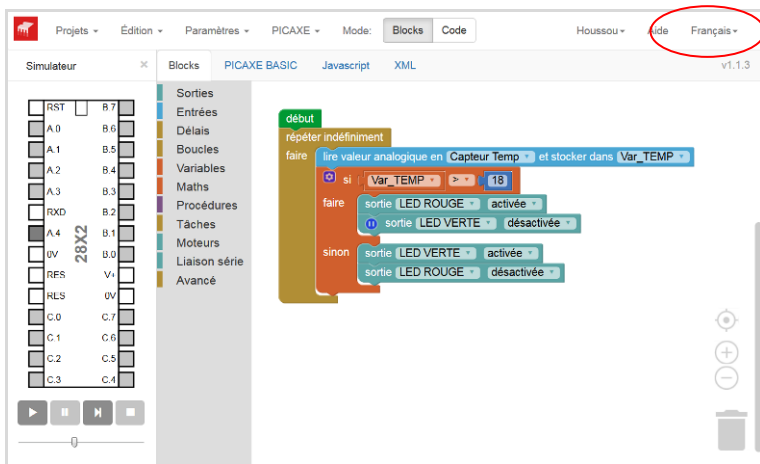 Projets Édition Paramètres PICAXE Mode: Blocks Code Houssou Aide Français
Simulateur × Blocks PICAXE BASIC Javascript XML v1.1.3
Sorties
Entrées
Délais
Boucles
Variables
Maths
Procédures
Tâches
Moteurs
Liaison série
Avancé
RST B.7
A.0 B.6
A.1 B.5
A.2 B.4
A.3 B.3
RXD B.2
A.4 B.1
0V B.0
RES V+
RES 0V
C.0 C.7
C.1 C.6
C.2 C.5
C.3 C.4
28X2
début
répéter indéfiniment
faire lire valeur analogique en Capteur Temp et stocker dans Var_TEMP
si Var_TEMP > 18
faire sortie LED ROUGE activée
sortie LED VERTE désactivée
sinon sortie LED VERTE activée
sortie LED ROUGE désactivée